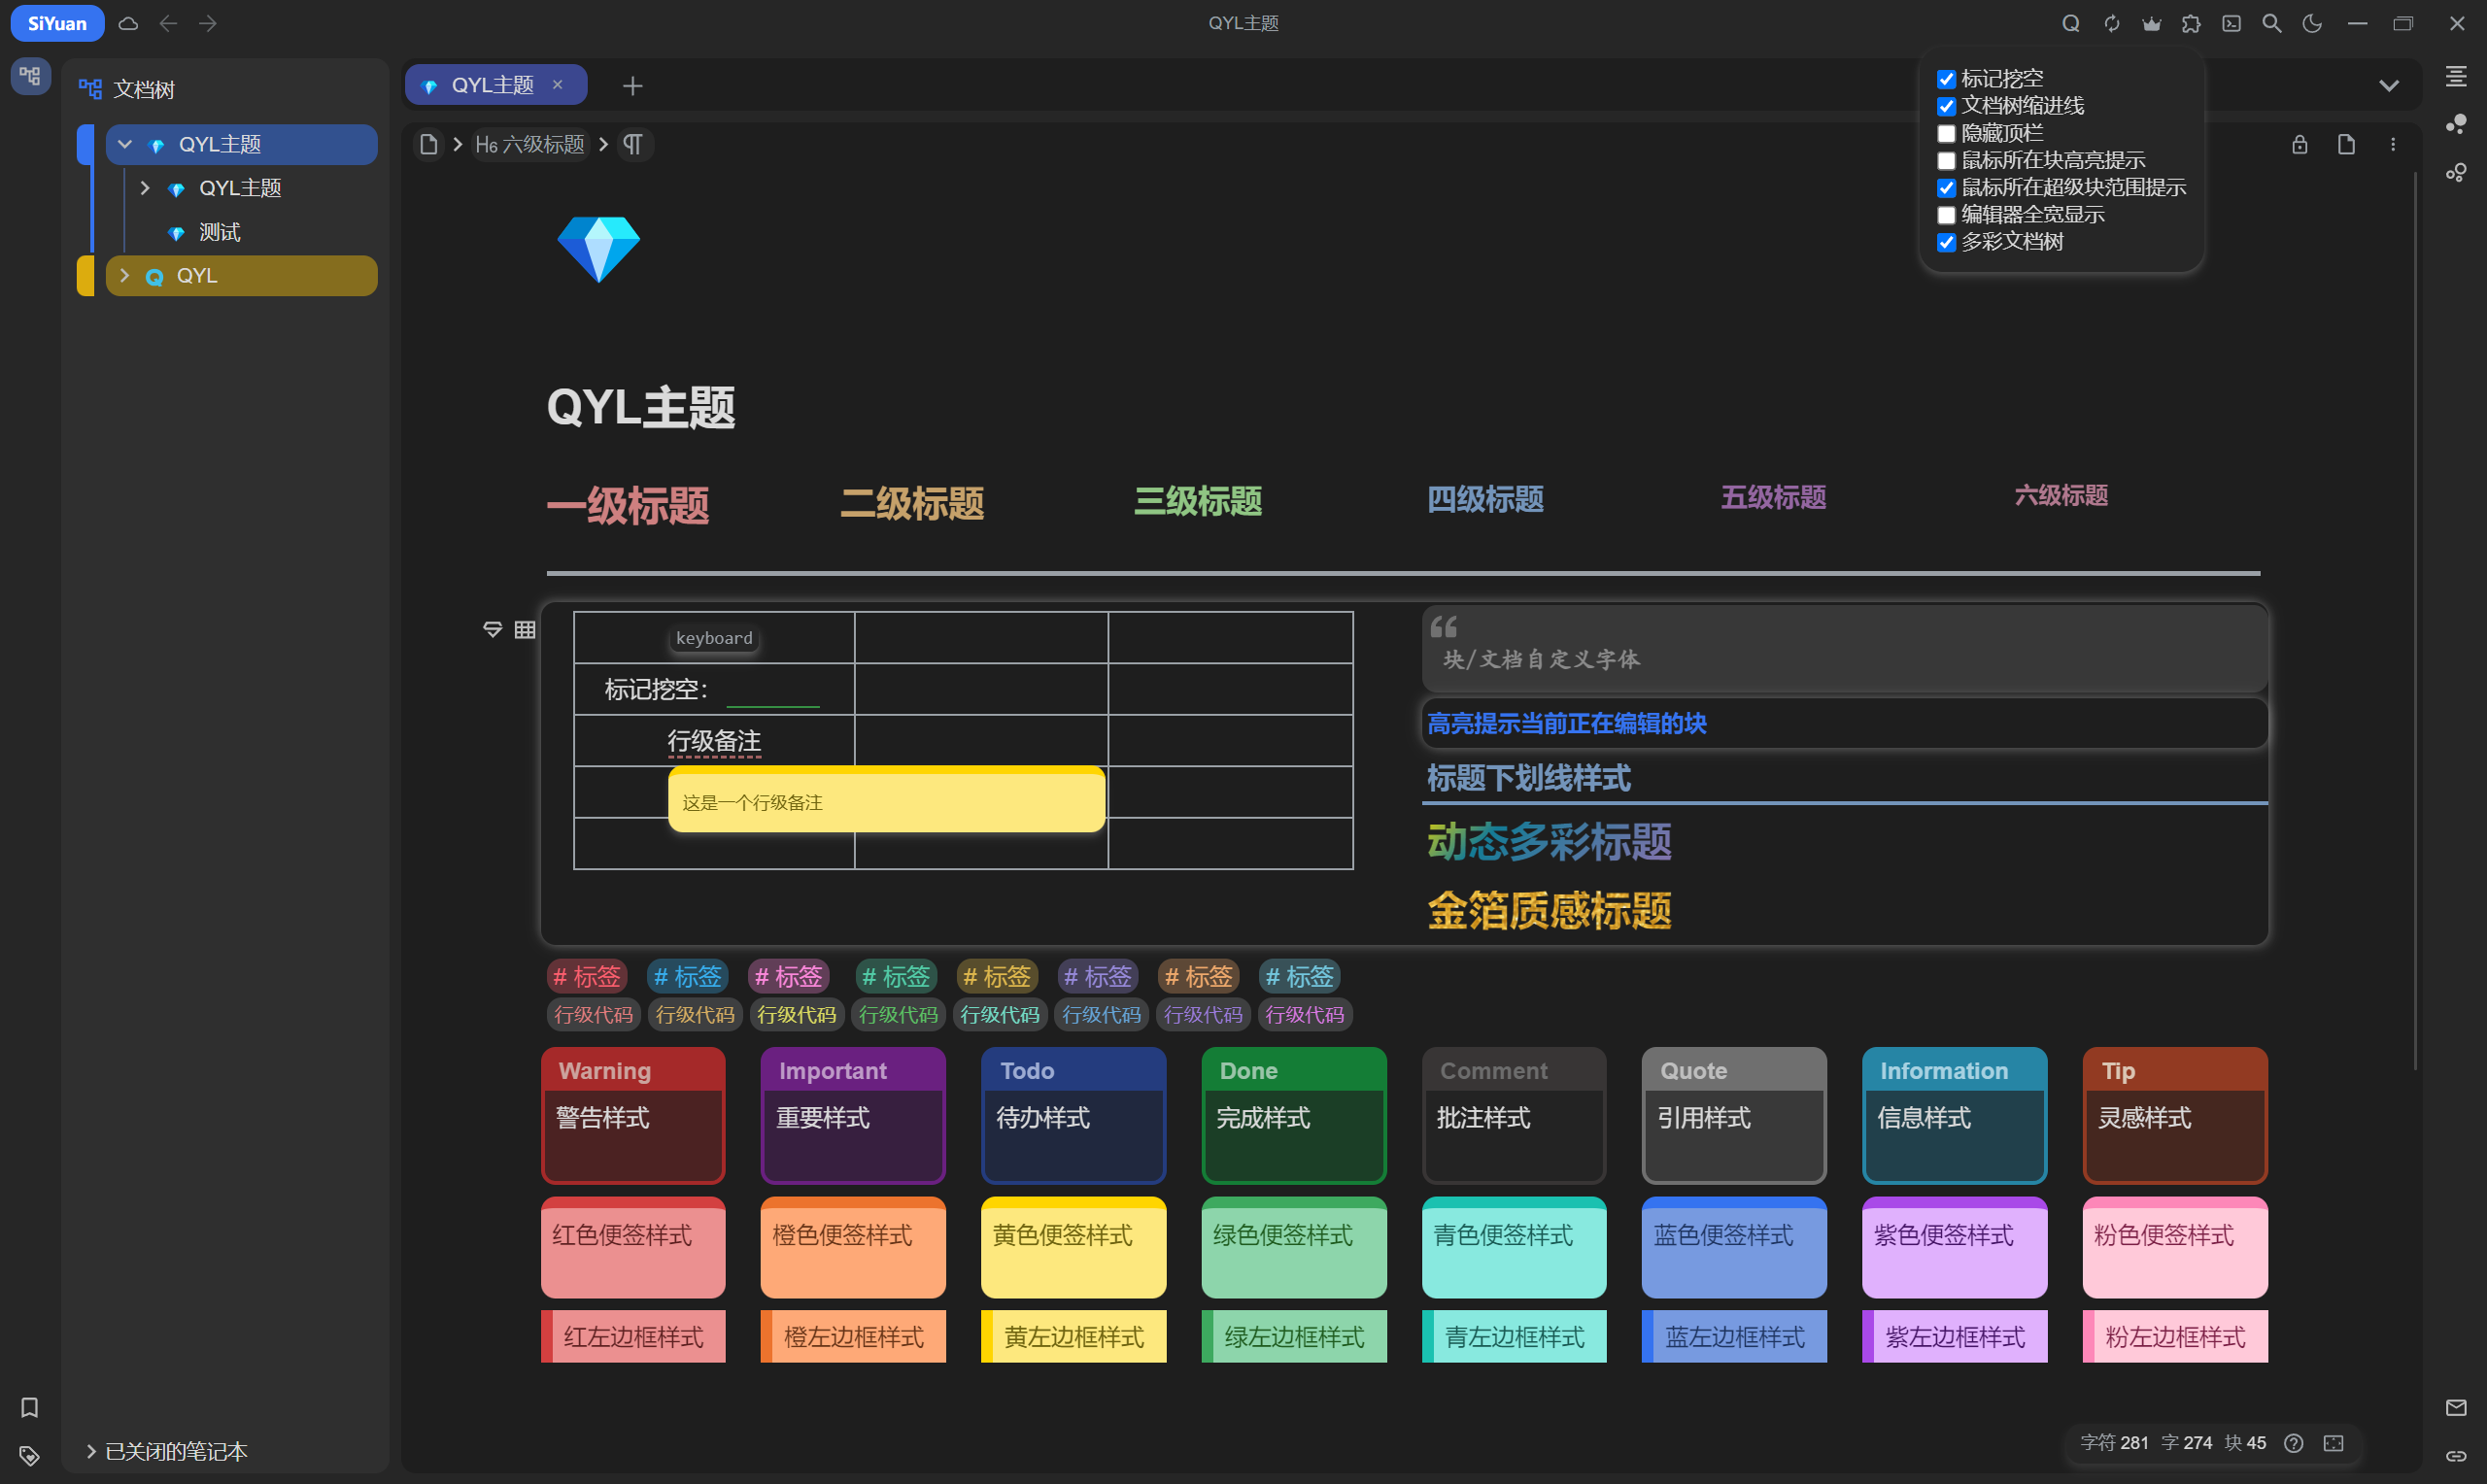 SiYuan
QYL主题
文档树
QYL主题
QYL主题
测试
QYL
已关闭的笔记本
QYL主题
H6 六级标题
标记挖空
文档树缩进线
隐藏顶栏
鼠标所在块高亮提示
鼠标所在超级块范围提示
编辑器全宽显示
多彩文档树
QYL主题
一级标题 二级标题 三级标题 四级标题 五级标题 六级标题
keyboard
标记挖空：
行级备注
这是一个行级备注
块/文档自定义字体
高亮提示当前正在编辑的块
标题下划线样式
动态多彩标题
金箔质感标题
# 标签 # 标签 # 标签 # 标签 # 标签 # 标签 # 标签 # 标签
行级代码 行级代码 行级代码 行级代码 行级代码 行级代码 行级代码 行级代码
Warning Important Todo Done Comment Quote Information Tip
警告样式 重要样式 待办样式 完成样式 批注样式 引用样式 信息样式 灵感样式
红色便签样式 橙色便签样式 黄色便签样式 绿色便签样式 青色便签样式 蓝色便签样式 紫色便签样式 粉色便签样式
红左边框样式 橙左边框样式 黄左边框样式 绿左边框样式 青左边框样式 蓝左边框样式 紫左边框样式 粉左边框样式
字符 281 字 274 块 45